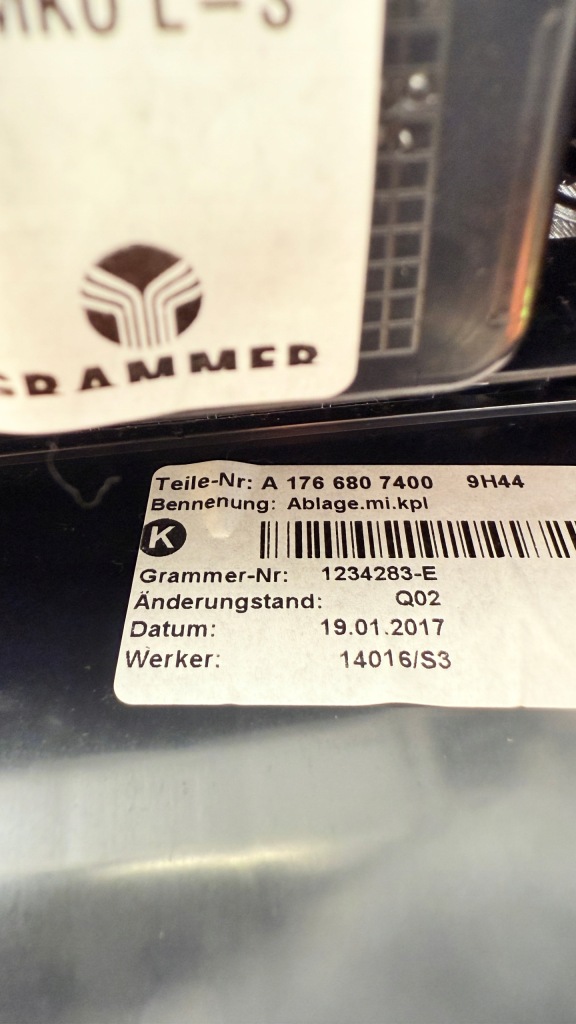 GRAMMER
Teile-Nr: A 176 680 7400 9H44
Bennenung: Ablage.mi.kpl
K
Grammer-Nr: 1234283-E
Änderungstand: Q02
Datum: 19.01.2017
Werker: 14016/S3